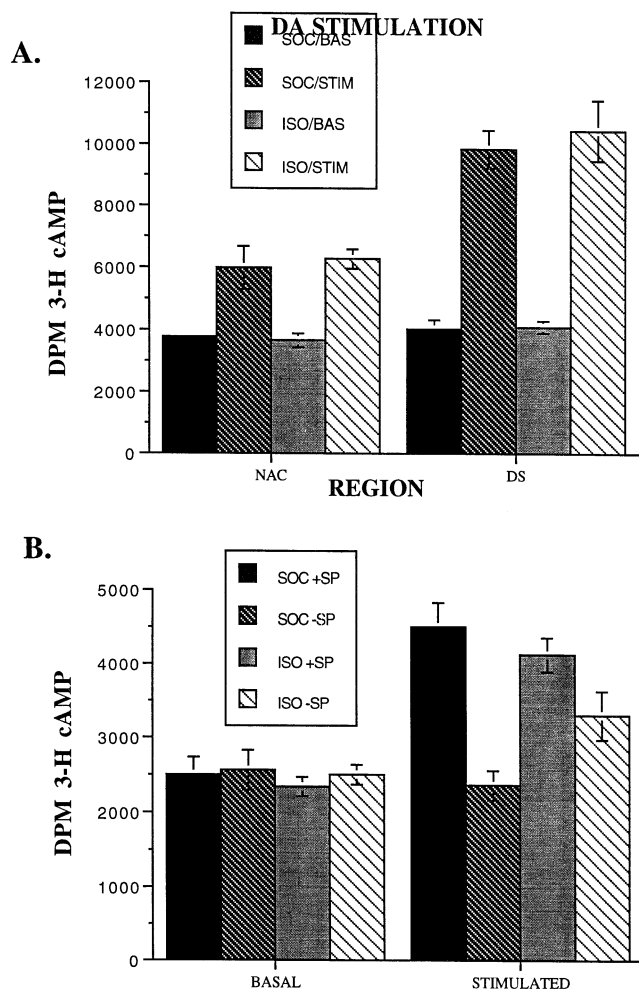 DA STIMULATION
A.
SOC/BAS
SOC/STIM
ISO/BAS
ISO/STIM
12000
10000
8000
6000
4000
2000
0
DPM 3-H cAMP
NAC
DS
REGION
B.
SOC +SP
SOC -SP
ISO +SP
ISO -SP
5000
4000
3000
2000
1000
0
DPM 3-H cAMP
BASAL
STIMULATED